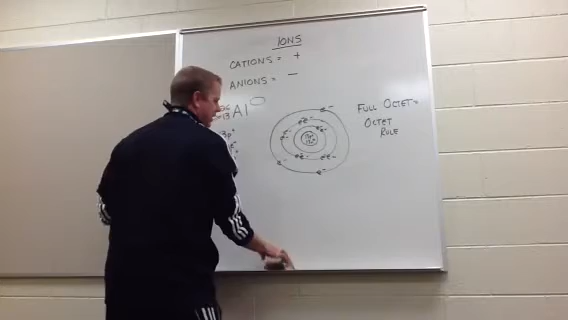 IONS
CATIONS = +
ANIONS = -
Al
FULL OCTET =
OCTET
RULE